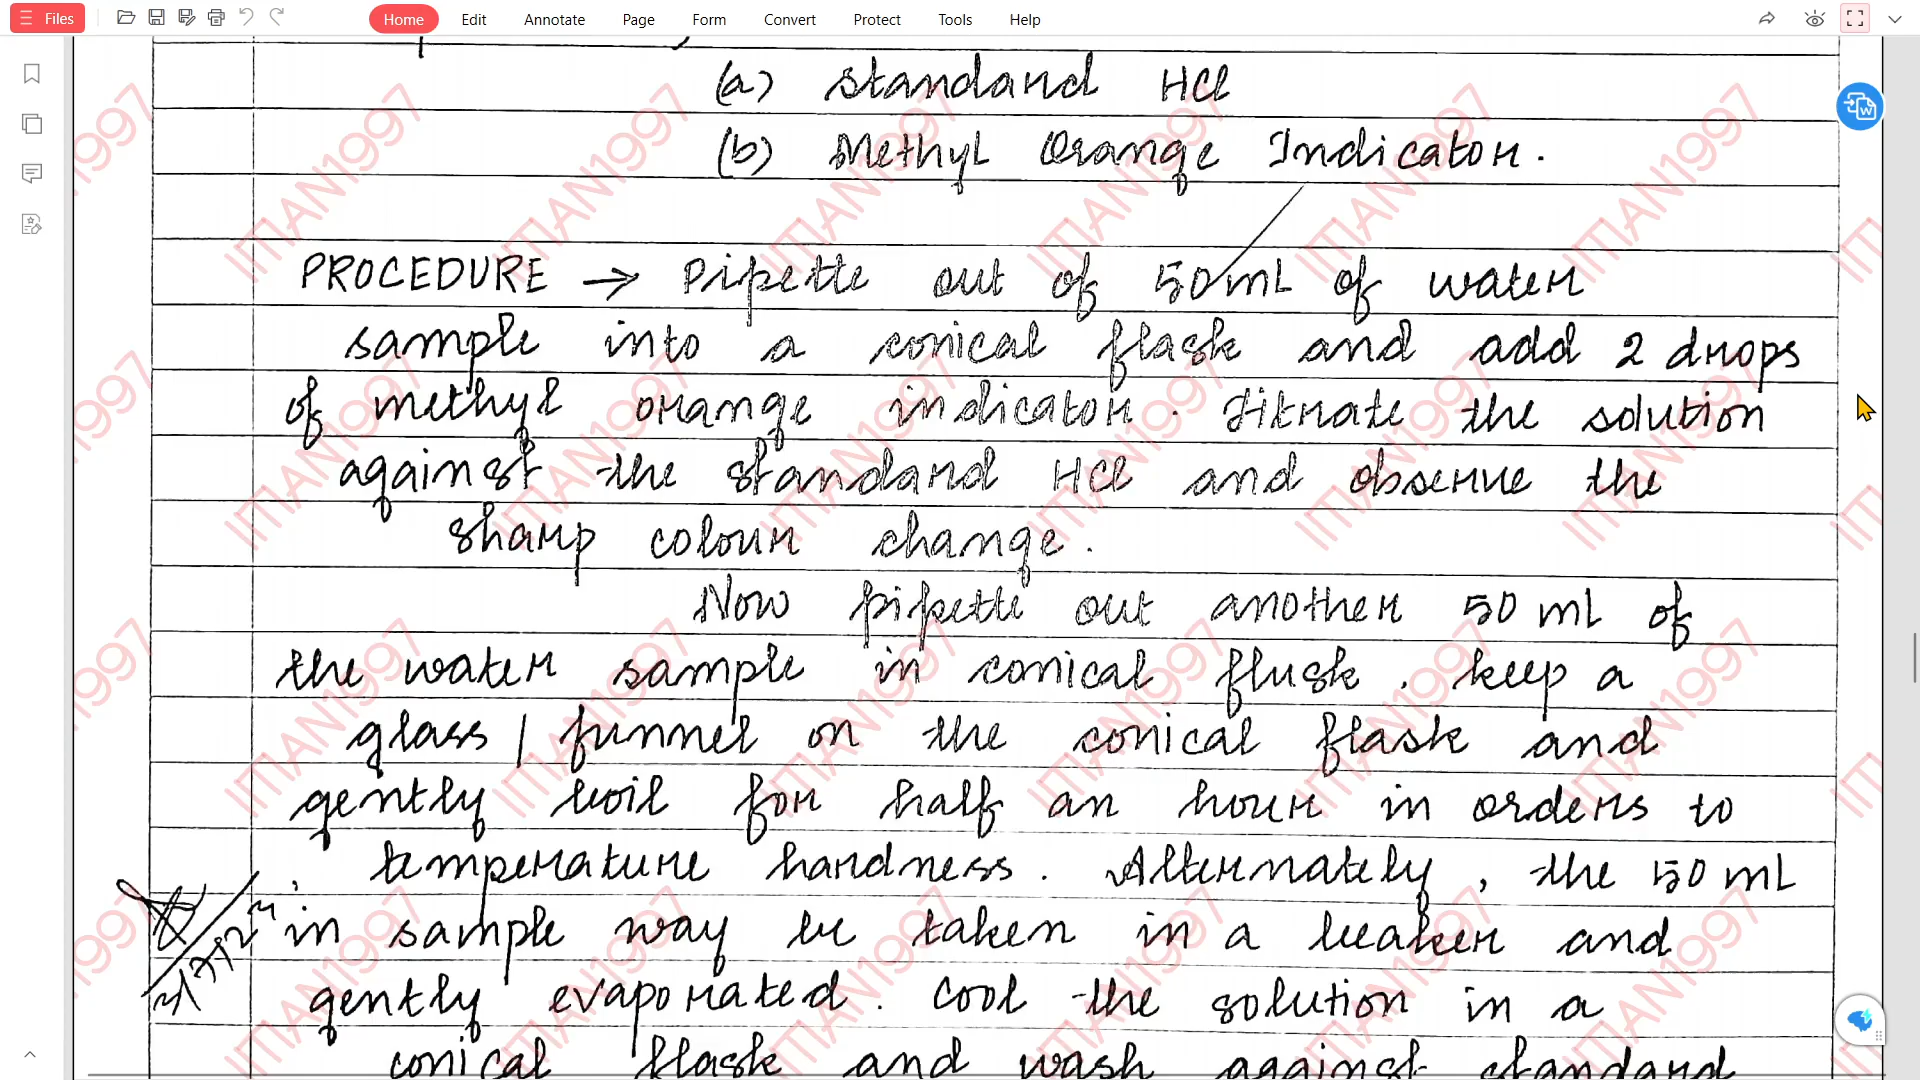 Files Home Edit Annotate Page Form Convert Protect Tools Help
(a) standard HCl
(b) Methyl Orange Indicator.
PROCEDURE → Pipette out of 50 mL of water
sample into a conical flask and add 2 drops
of methyl orange indicator. Titrate the solution
against the standard HCl and observe the
sharp colour change.
Now pipette out another 50 mL of
the water sample in conical flusk. keep a
glass / funnel on the conical flask and
gently boil for half an hour in orders to
temperature hardness. Alternately, the 50 mL
in sample way be taken in a beaker and
gently evaporated. Cool the solution in a
conical flask and wash against standard
IMAN1997